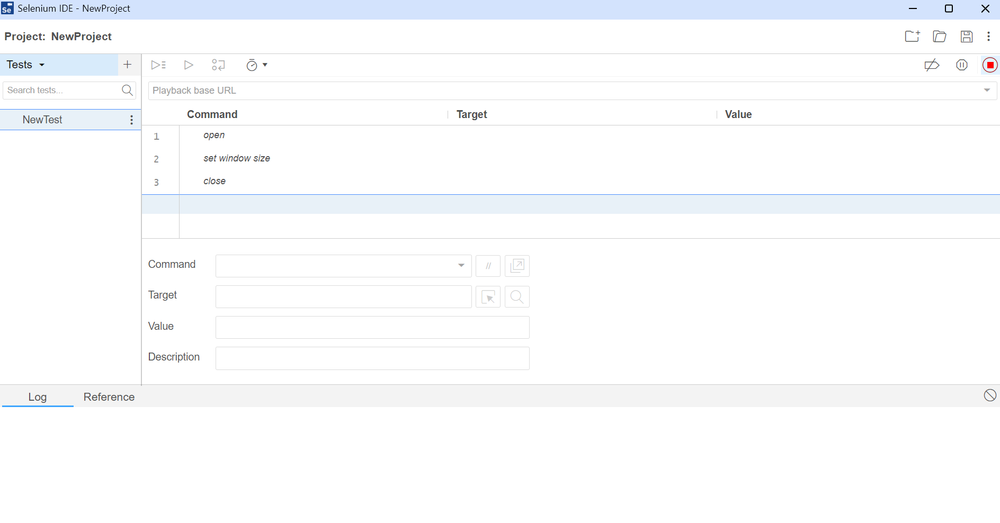 Se Selenium IDE - NewProject
Project: NewProject
Tests
Search tests...
NewTest
Playback base URL
Command Target Value
1 open
2 set window size
3 close
Command //
Target
Value
Description
Log Reference